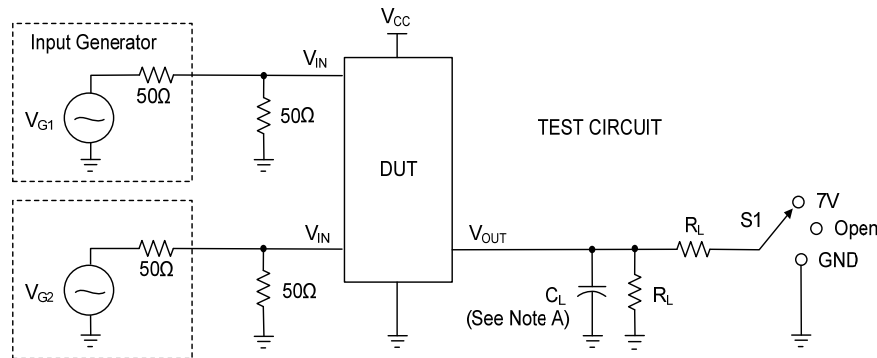 V_CC
Input Generator
V_IN
50Ω
50Ω
V_G1
TEST CIRCUIT
DUT
7V
S1
R_L
Open
V_IN
V_OUT
50Ω
GND
50Ω
V_G2
C_L
R_L
(See Note A)